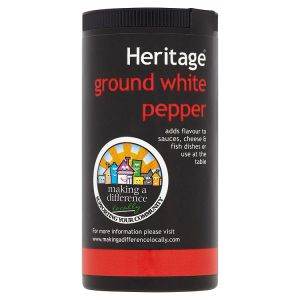 Heritage®
ground white
pepper
adds flavour to
sauces, cheese &
fish dishes or
use at the
table
making a
difference
locally
SUPPORTING YOUR COMMUNITY
For more information please visit
www.makingadifferencelocally.com